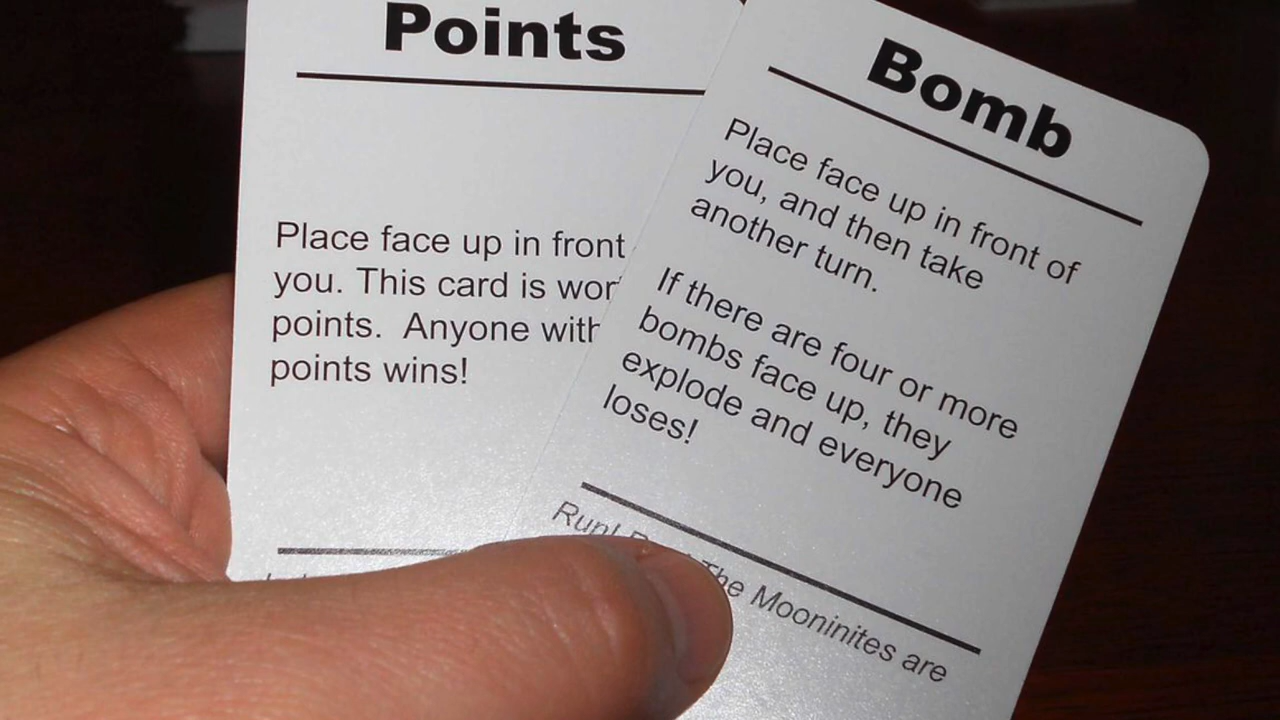 Points
Place face up in front
you. This card is wor
points. Anyone with
points wins!
Bomb
Place face up in front of
you, and then take
another turn.
If there are four or more
bombs face up, they
explode and everyone
loses!
Run! The Mooninites are